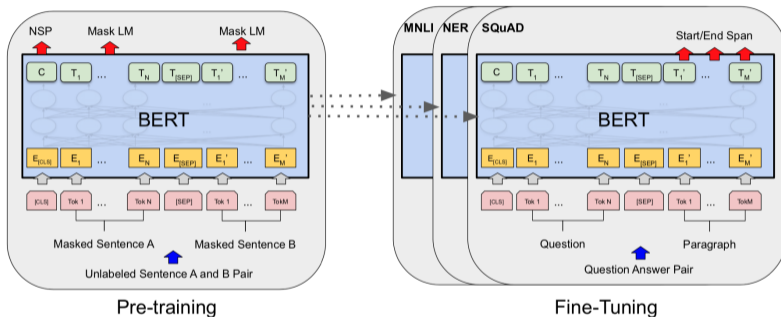 NSP Mask LM Mask LM
C T1 ... TN T[SEP] T1' ... TM'
BERT
E[CLS] E1 ... EN E[SEP] E1' ... EM'
[CLS] Tok 1 ... Tok N [SEP] Tok 1 ... TokM
Masked Sentence A Masked Sentence B
Unlabeled Sentence A and B Pair
Pre-training
MNLI NER SQuAD
Start/End Span
C T1 ... TN T[SEP] T1' ... TM'
BERT
E[CLS] E1 ... EN E[SEP] E1' ... EM'
[CLS] Tok 1 ... Tok N [SEP] Tok 1 ... TokM
Question Paragraph
Question Answer Pair
Fine-Tuning